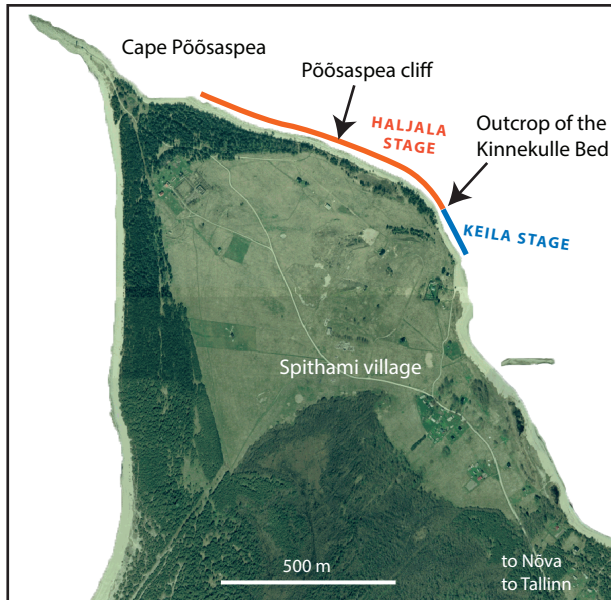 Cape Põõsaspea
Põõsaspea cliff
HALJALA
STAGE
Outcrop of the
Kinnekulle Bed
KEILA STAGE
Spithami village
500 m
to Nõva
to Tallinn